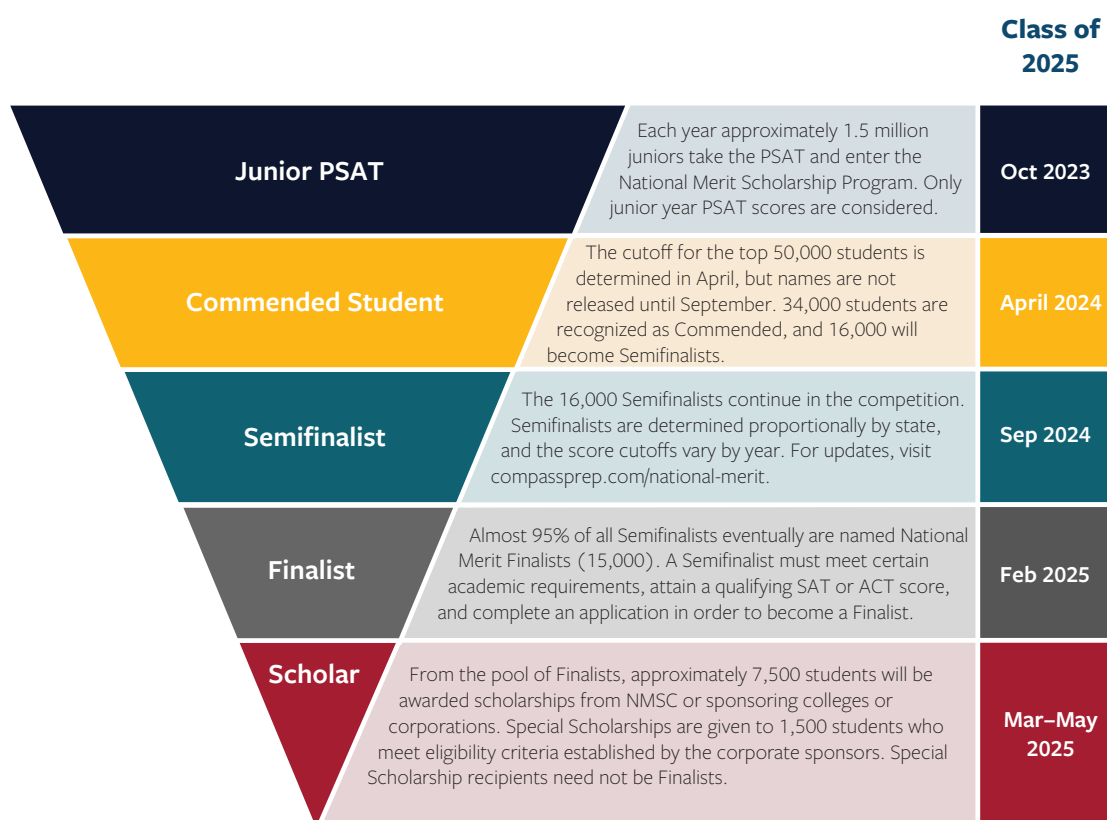 Class of
2025
Junior PSAT
Each year approximately 1.5 million
juniors take the PSAT and enter the
National Merit Scholarship Program. Only
junior year PSAT scores are considered.
Oct 2023
Commended Student
The cutoff for the top 50,000 students is
determined in April, but names are not
released until September. 34,000 students are
recognized as Commended, and 16,000 will
become Semifinalists.
April 2024
Semifinalist
The 16,000 Semifinalists continue in the competition.
Semifinalists are determined proportionally by state,
and the score cutoffs vary by year. For updates, visit
compassprep.com/national-merit.
Sep 2024
Finalist
Almost 95% of all Semifinalists eventually are named National
Merit Finalists (15,000). A Semifinalist must meet certain
academic requirements, attain a qualifying SAT or ACT score,
and complete an application in order to become a Finalist.
Feb 2025
Scholar
From the pool of Finalists, approximately 7,500 students will be
awarded scholarships from NMSC or sponsoring colleges or
corporations. Special Scholarships are given to 1,500 students who
meet eligibility criteria established by the corporate sponsors. Special
Scholarship recipients need not be Finalists.
Mar–May
2025